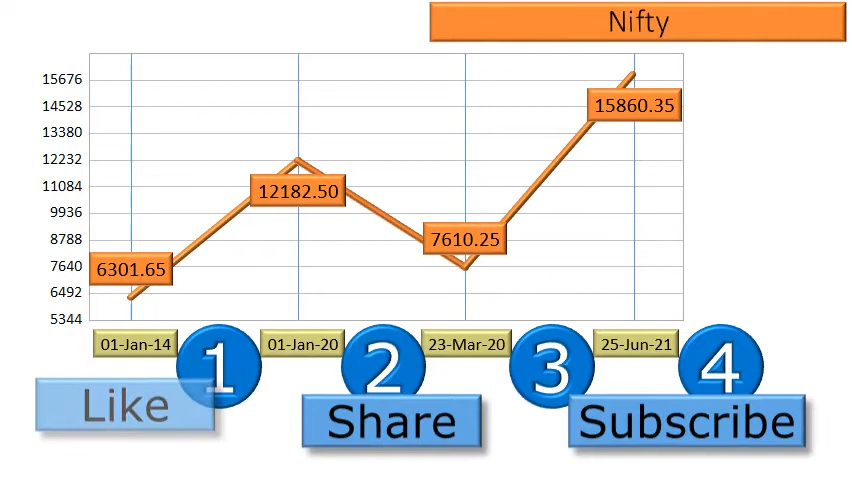 Nifty
15676
14528
13380
12232
11084
9936
8788
7640
6492
5344
6301.65
12182.50
7610.25
15860.35
01-Jan-14
01-Jan-20
23-Mar-20
25-Jun-21
1
2
3
4
Like
Share
Subscribe